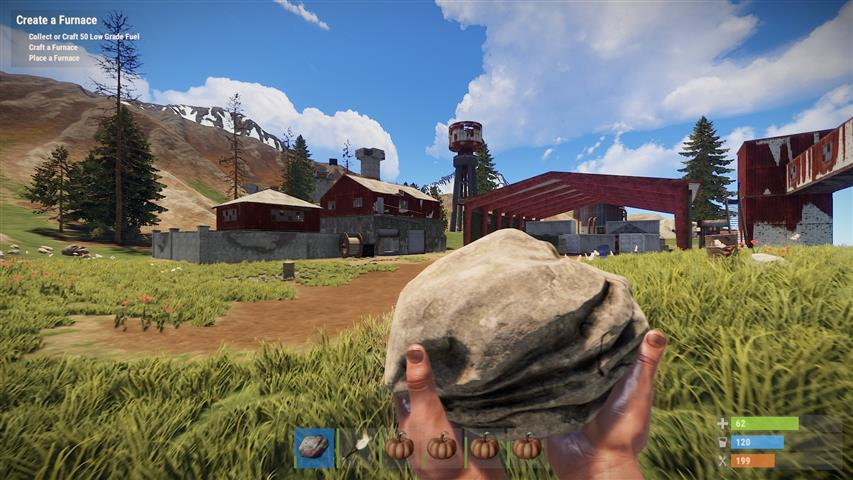 Create a Furnace
Collect or Craft 50 Low Grade Fuel
Craft a Furnace
Place a Furnace
62
120
199